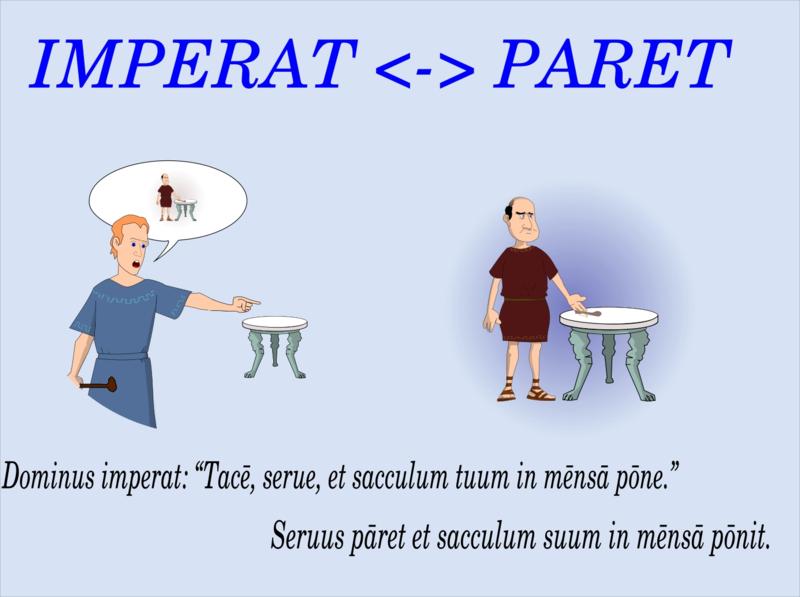 IMPERAT <-> PARET
Dominus imperat: “Tacē, serue, et sacculum tuum in mēnsā pōne.”
Seruus pāret et sacculum suum in mēnsā pōnit.